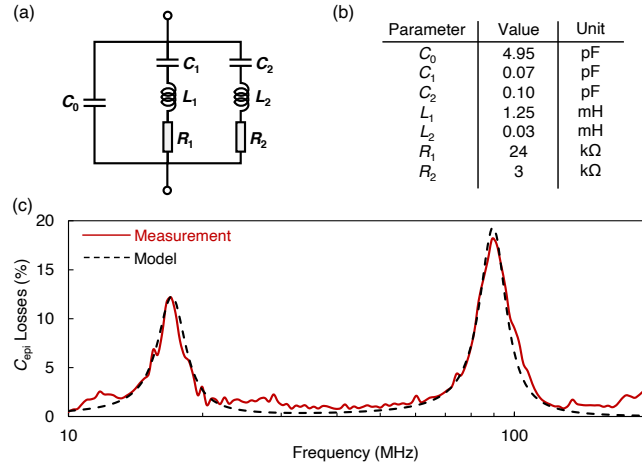 (a)
C₀
C₁
L₁
R₁
C₂
L₂
R₂
(b)
Parameter Value Unit
C₀ 4.95 pF
C₁ 0.07 pF
C₂ 0.10 pF
L₁ 1.25 mH
L₂ 0.03 mH
R₁ 24 kΩ
R₂ 3 kΩ
(c)
Measurement
Model
C_epi Losses (%)
20
15
10
5
0
10 100
Frequency (MHz)